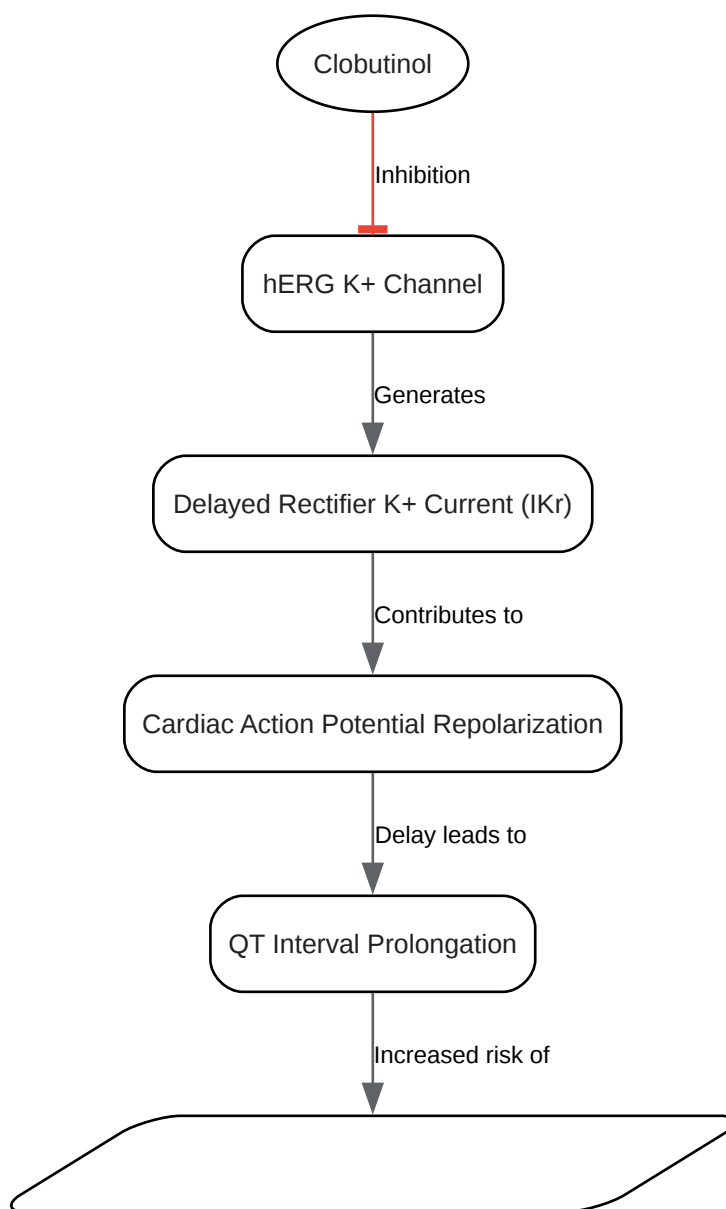 Clobutinol
Inhibition
hERG K+ Channel
Generates
Delayed Rectifier K+ Current (IKr)
Contributes to
Cardiac Action Potential Repolarization
Delay leads to
QT Interval Prolongation
Increased risk of